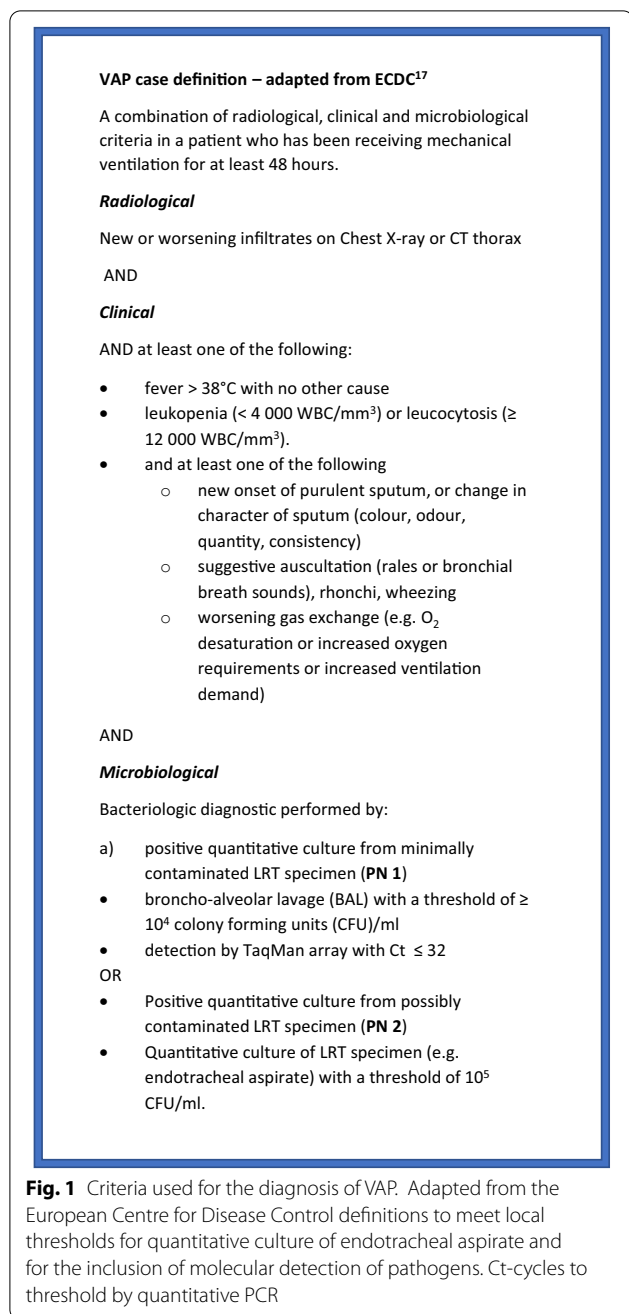 VAP case definition – adapted from ECDC¹⁷
A combination of radiological, clinical and microbiological
criteria in a patient who has been receiving mechanical
ventilation for at least 48 hours.
Radiological
New or worsening infiltrates on Chest X-ray or CT thorax
AND
Clinical
AND at least one of the following:
• fever > 38°C with no other cause
• leukopenia (< 4 000 WBC/mm³) or leucocytosis (≥
12 000 WBC/mm³).
• and at least one of the following
○ new onset of purulent sputum, or change in
character of sputum (colour, odour,
quantity, consistency)
○ suggestive auscultation (rales or bronchial
breath sounds), rhonchi, wheezing
○ worsening gas exchange (e.g. O₂
desaturation or increased oxygen
requirements or increased ventilation
demand)
AND
Microbiological
Bacteriologic diagnostic performed by:
a) positive quantitative culture from minimally
contaminated LRT specimen (PN 1)
• broncho-alveolar lavage (BAL) with a threshold of ≥
10⁴ colony forming units (CFU)/ml
• detection by TaqMan array with Ct ≤ 32
OR
• Positive quantitative culture from possibly
contaminated LRT specimen (PN 2)
• Quantitative culture of LRT specimen (e.g.
endotracheal aspirate) with a threshold of 10⁵
CFU/ml.
Fig. 1 Criteria used for the diagnosis of VAP. Adapted from the
European Centre for Disease Control definitions to meet local
thresholds for quantitative culture of endotracheal aspirate and
for the inclusion of molecular detection of pathogens. Ct-cycles to
threshold by quantitative PCR